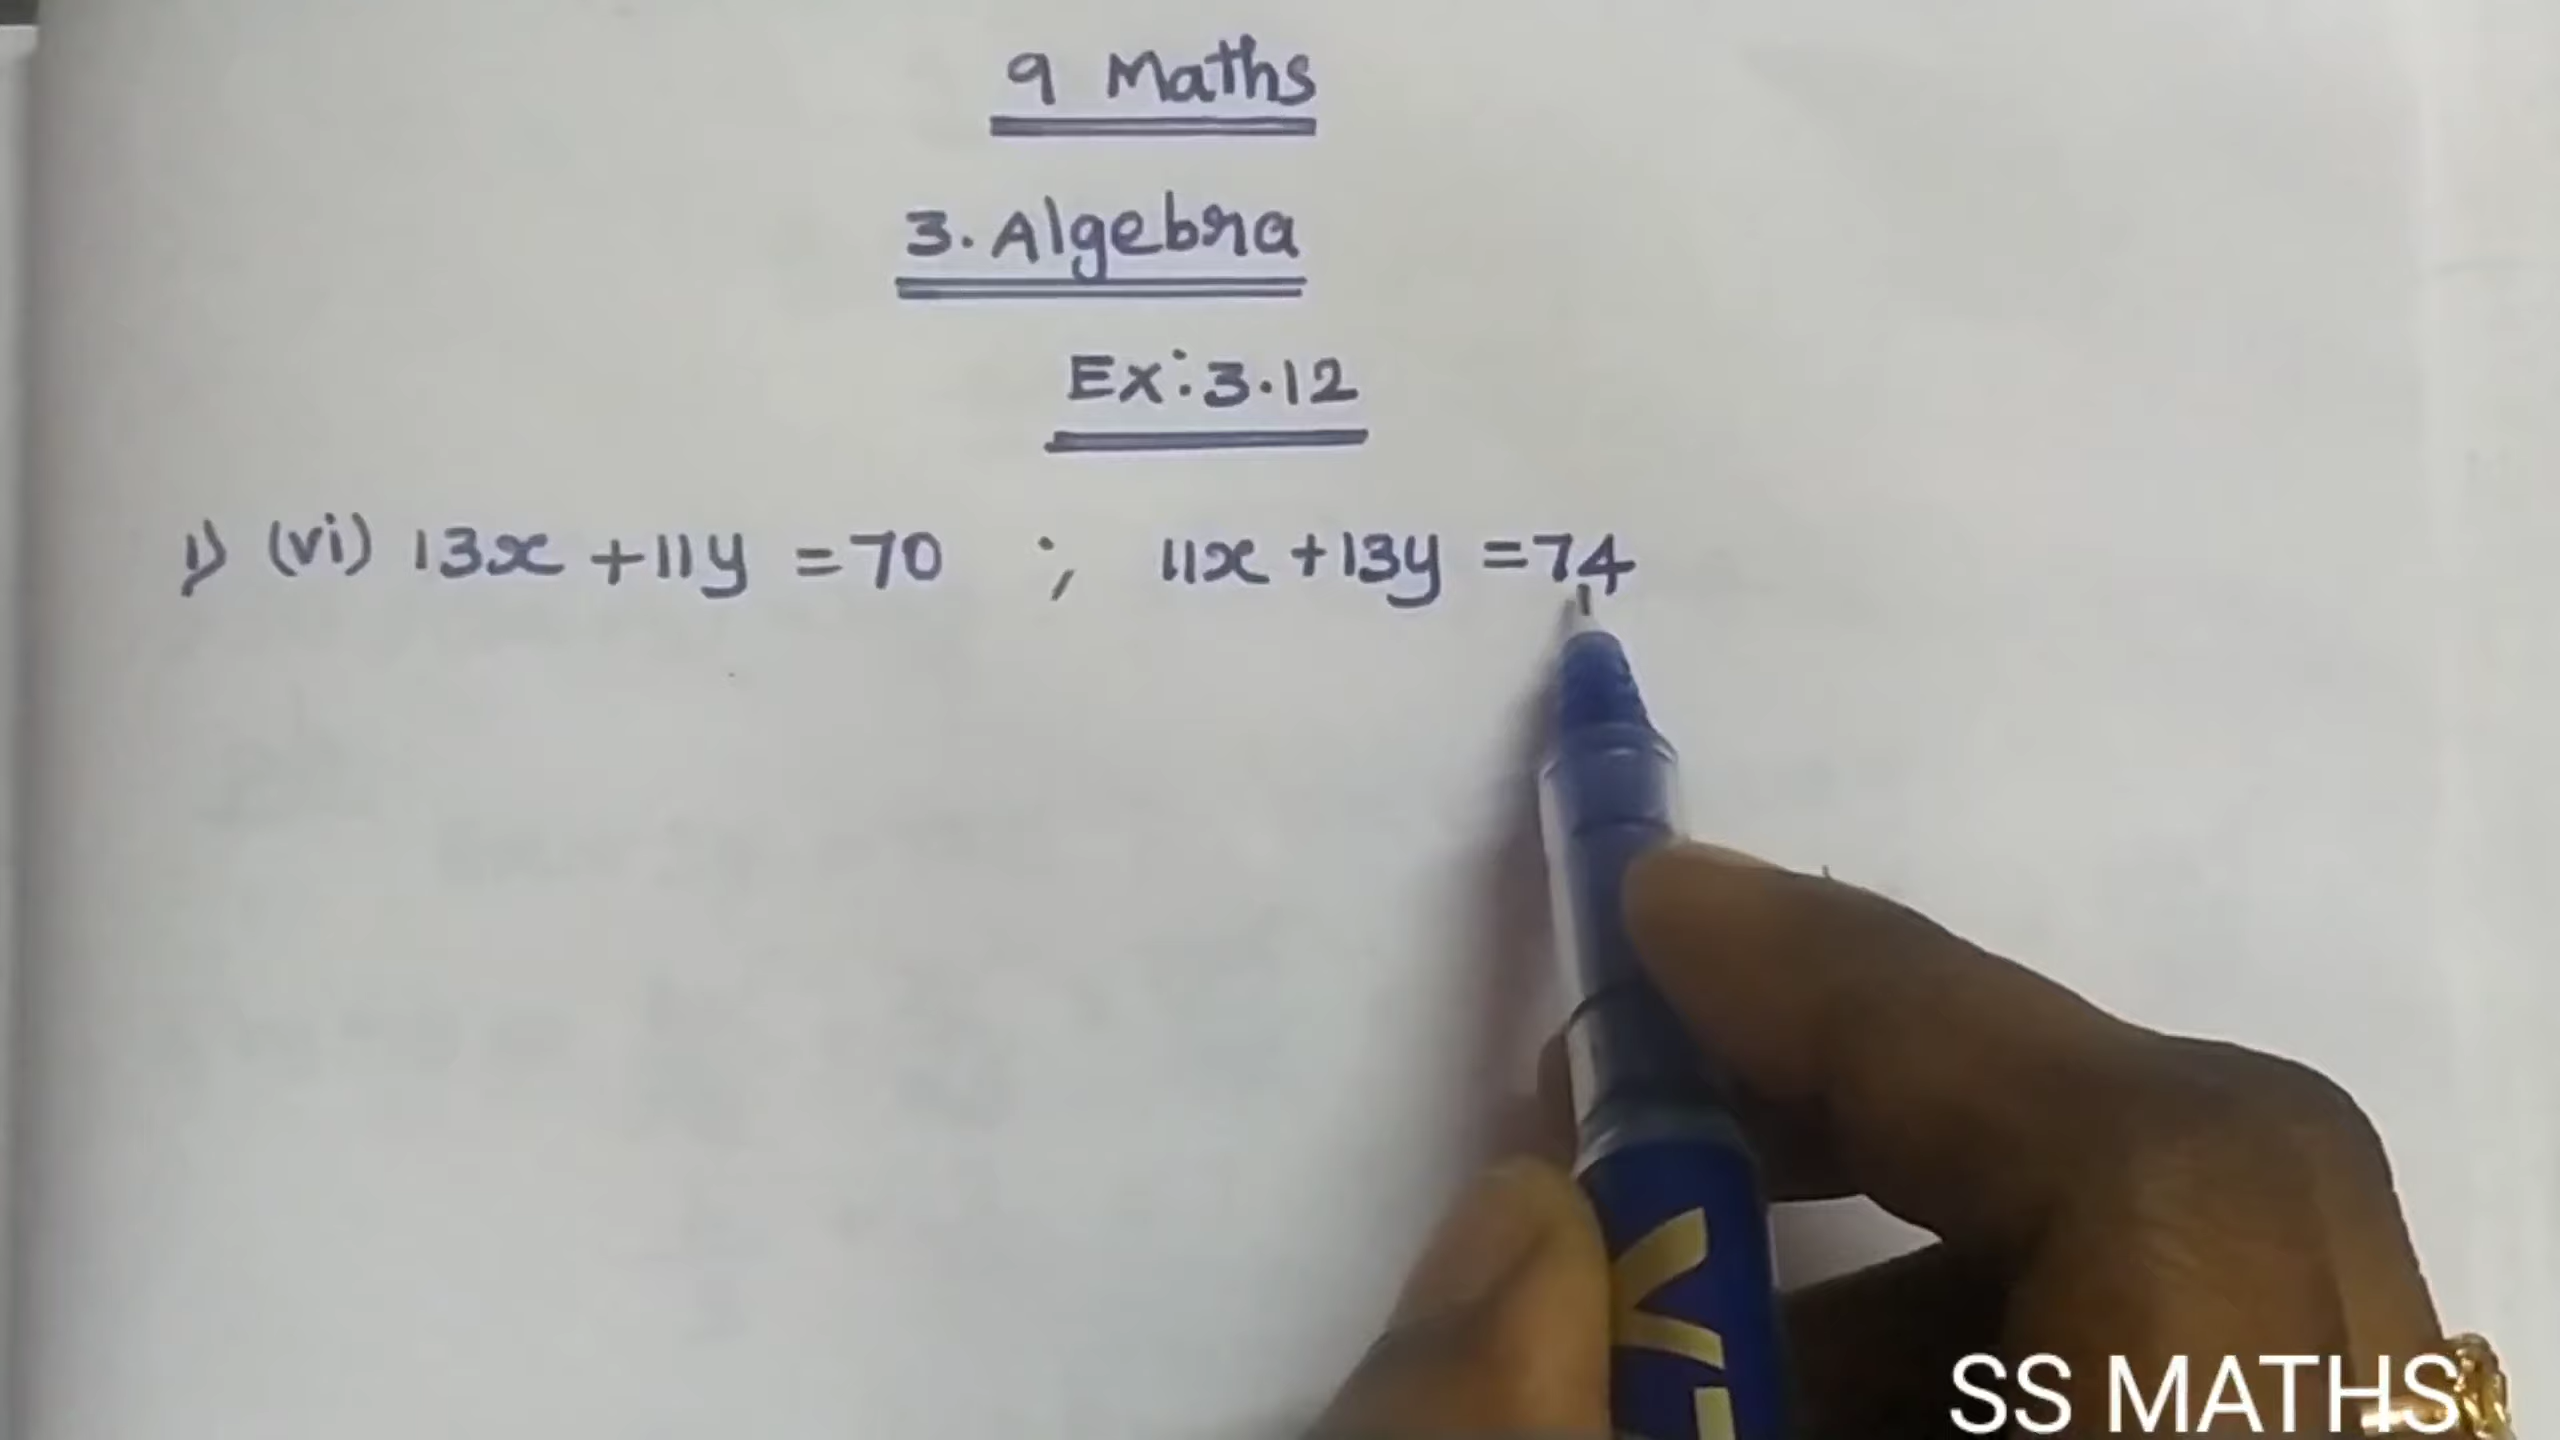 9 Maths
3. Algebra
Ex: 3.12
1) (vi) 13x + 11y = 70 ; 11x + 13y = 74
SS MATHS